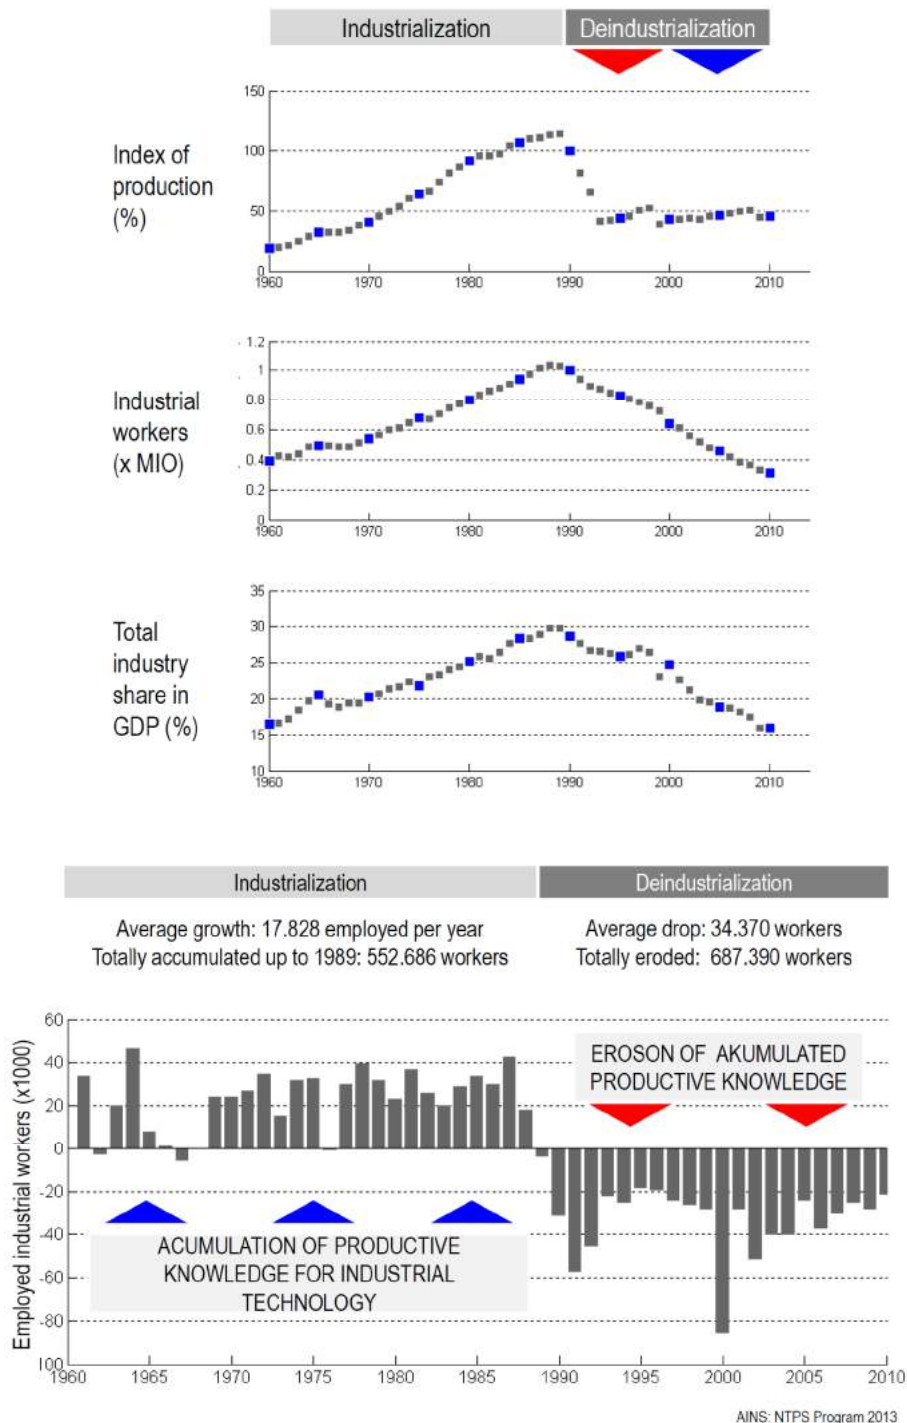 Industrialization
Deindustrialization
Index of
production
(%)
150
100
50
0
1960
1970
1980
1990
2000
2010
Industrial
workers
(x MIO)
1.2
1
0.8
0.6
0.4
0.2
0
1960
1970
1980
1990
2000
2010
Total
industry
share in
GDP (%)
35
30
25
20
15
10
1960
1970
1980
1990
2000
2010
Industrialization
Deindustrialization
Average growth: 17.828 employed per year
Totally accumulated up to 1989: 552.686 workers
Average drop: 34.370 workers
Totally eroded: 687.390 workers
Employed industrial workers (x1000)
60
40
20
0
-20
-40
-60
-80
100
EROSON OF AKUMULATED
PRODUCTIVE KNOWLEDGE
ACUMULATION OF PRODUCTIVE
KNOWLEDGE FOR INDUSTRIAL
TECHNOLOGY
1960
1965
1970
1975
1980
1985
1990
1995
2000
2005
2010
AINS: NTPS Program 2013